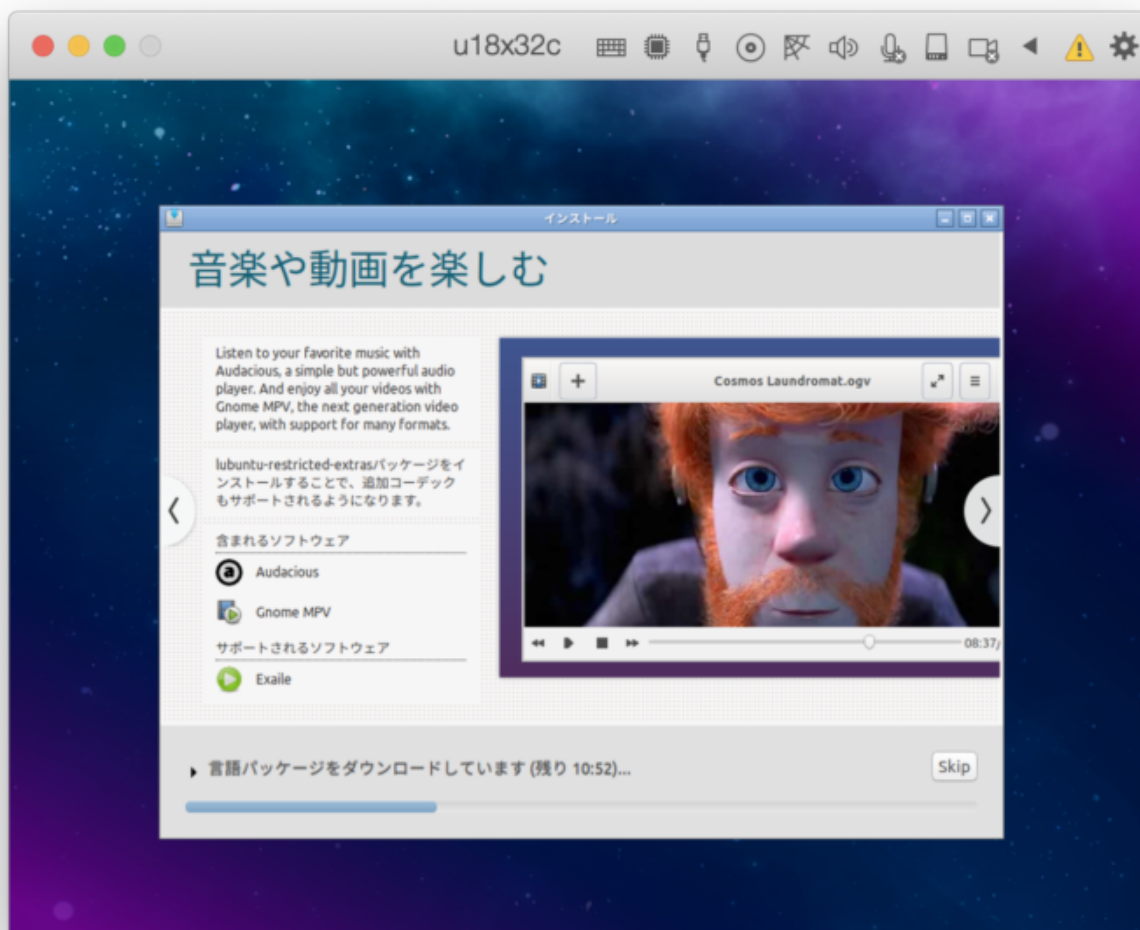 u18x32c
インストール
音楽や動画を楽しむ
Listen to your favorite music with
Audacious, a simple but powerful audio
player. And enjoy all your videos with
Gnome MPV, the next generation video
player, with support for many formats.
lubuntu-restricted-extrasパッケージをイ
ンストールすることで、追加コーデック
もサポートされるようになります。
含まれるソフトウェア
Audacious
Gnome MPV
サポートされるソフトウェア
Exaile
Cosmos Laundromat.ogv
08:37/
言語パッケージをダウンロードしています (残り 10:52)...
Skip